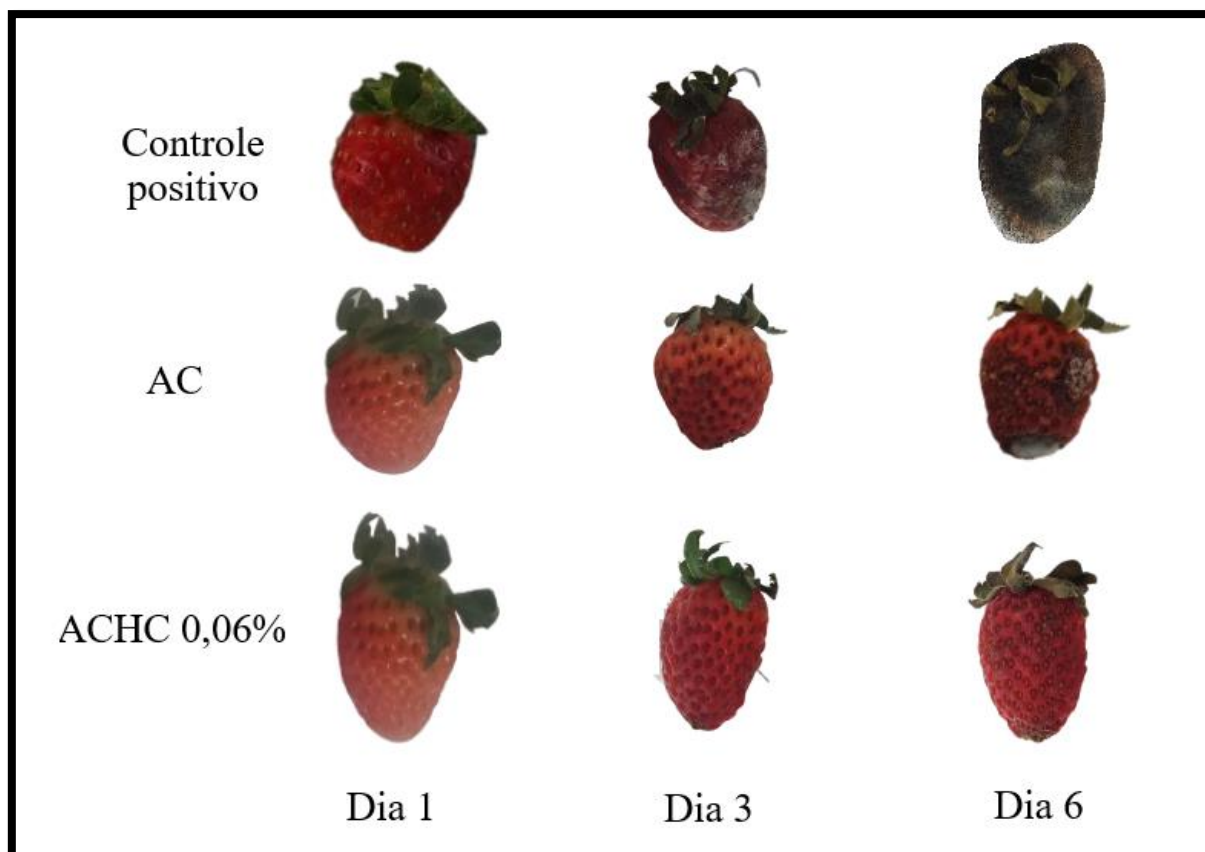 Controle
positivo
AC
ACHC 0,06%
Dia 1
Dia 3
Dia 6